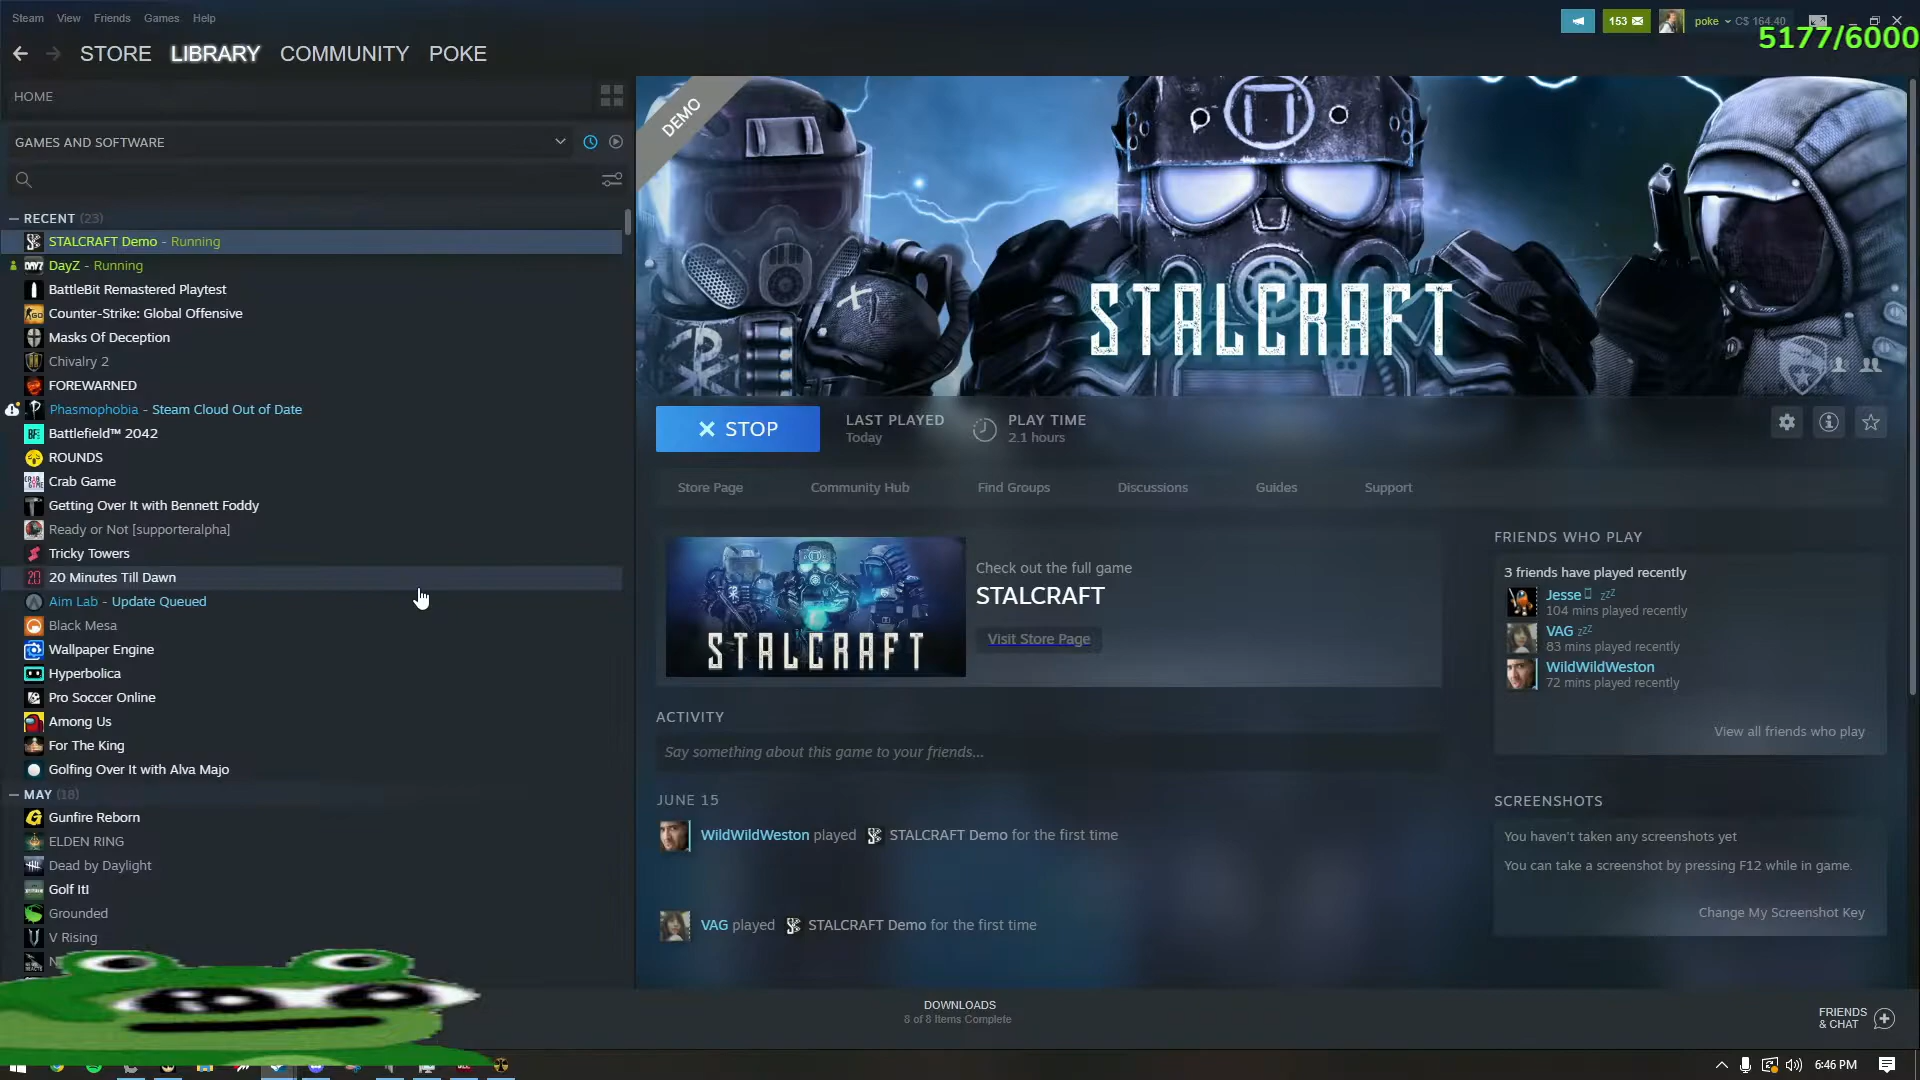 Steam View Friends Games Help
153
poke C$ 164.40
5177/6000
STORE LIBRARY COMMUNITY POKE
HOME
GAMES AND SOFTWARE
RECENT (23)
STALCRAFT Demo - Running
DayZ - Running
BattleBit Remastered Playtest
Counter-Strike: Global Offensive
Masks Of Deception
Chivalry 2
FOREWARNED
Phasmophobia - Steam Cloud Out of Date
Battlefield™ 2042
ROUNDS
Crab Game
Getting Over It with Bennett Foddy
Ready or Not [supporteralpha]
Tricky Towers
20 Minutes Till Dawn
Aim Lab - Update Queued
Black Mesa
Wallpaper Engine
Hyperbolica
Pro Soccer Online
Among Us
For The King
Golfing Over It with Alva Majo
MAY (18)
Gunfire Reborn
ELDEN RING
Dead by Daylight
Golf It!
Grounded
V Rising
DEMO
STALCRAFT
STOP
LAST PLAYED
Today
PLAY TIME
2.1 hours
Store Page Community Hub Find Groups Discussions Guides Support
STALCRAFT
Check out the full game
STALCRAFT
Visit Store Page
ACTIVITY
Say something about this game to your friends...
JUNE 15
WildWildWeston played STALCRAFT Demo for the first time
VAG played STALCRAFT Demo for the first time
FRIENDS WHO PLAY
3 friends have played recently
Jesse zzz
104 mins played recently
VAG zzz
83 mins played recently
WildWildWeston
72 mins played recently
View all friends who play
SCREENSHOTS
You haven't taken any screenshots yet
You can take a screenshot by pressing F12 while in game.
Change My Screenshot Key
DOWNLOADS
8 of 8 Items Complete
FRIENDS
& CHAT
6:46 PM